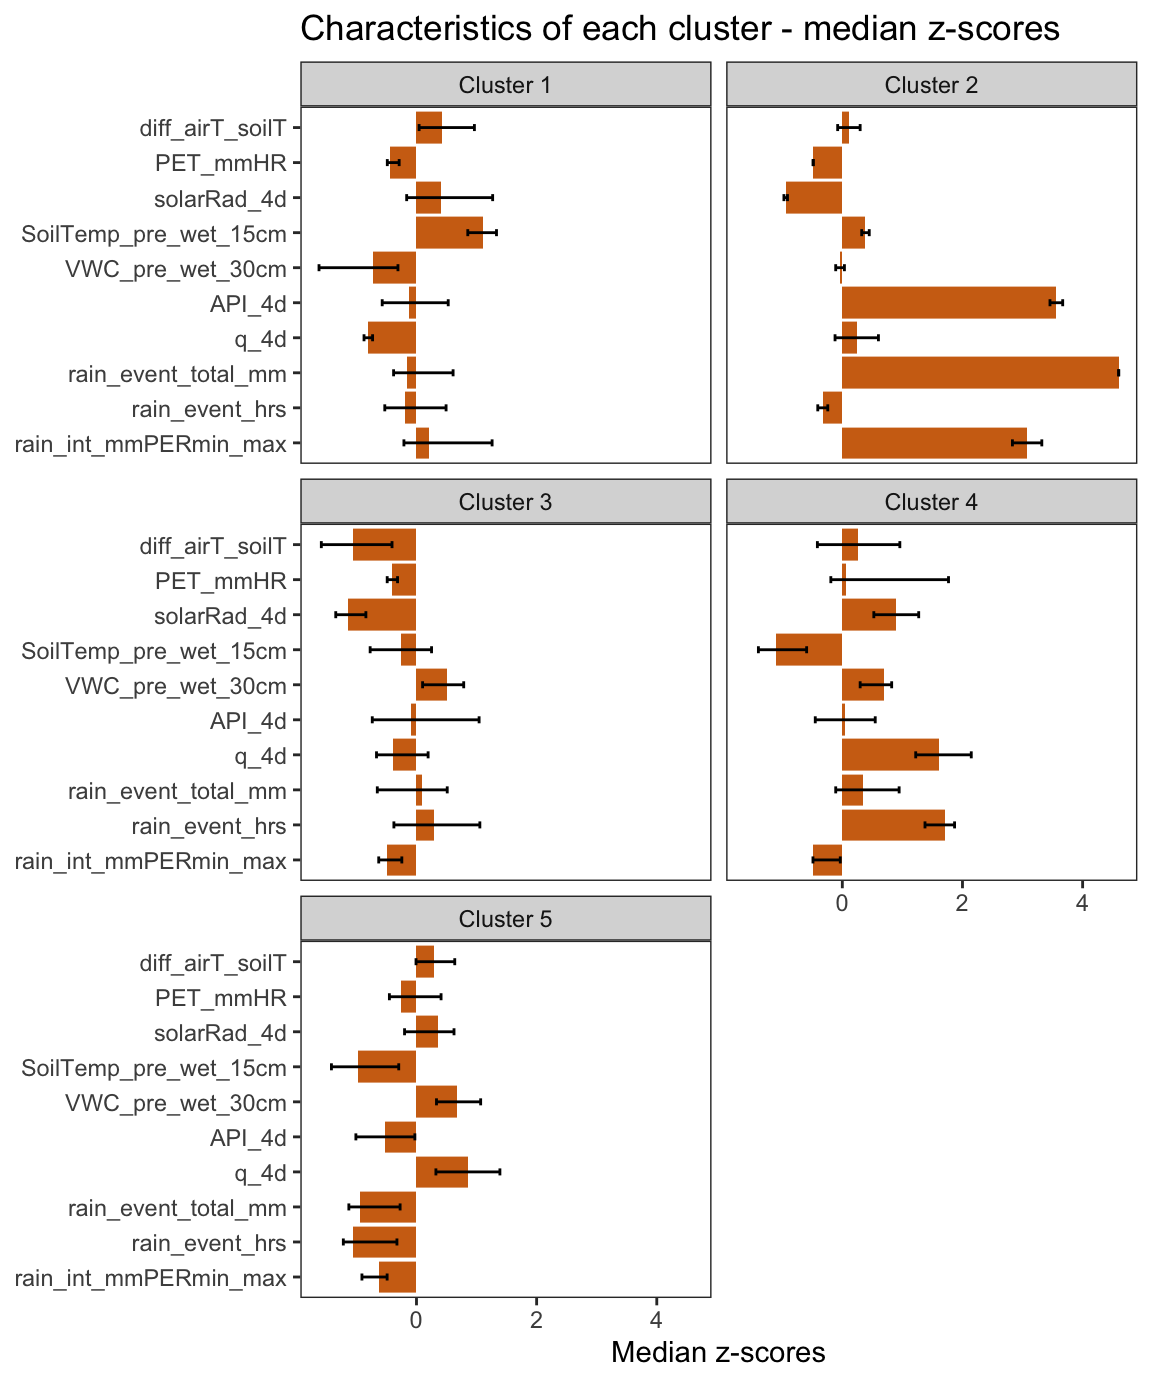 Characteristics of each cluster - median z-scores
Cluster 1
Cluster 2
diff_airT_soilT
PET_mmHR
solarRad_4d
SoilTemp_pre_wet_15cm
VWC_pre_wet_30cm
API_4d
q_4d
rain_event_total_mm
rain_event_hrs
rain_int_mmPERmin_max
Cluster 3
Cluster 4
diff_airT_soilT
PET_mmHR
solarRad_4d
SoilTemp_pre_wet_15cm
VWC_pre_wet_30cm
API_4d
q_4d
rain_event_total_mm
rain_event_hrs
rain_int_mmPERmin_max
0 2 4
Cluster 5
diff_airT_soilT
PET_mmHR
solarRad_4d
SoilTemp_pre_wet_15cm
VWC_pre_wet_30cm
API_4d
q_4d
rain_event_total_mm
rain_event_hrs
rain_int_mmPERmin_max
0 2 4
Median z-scores